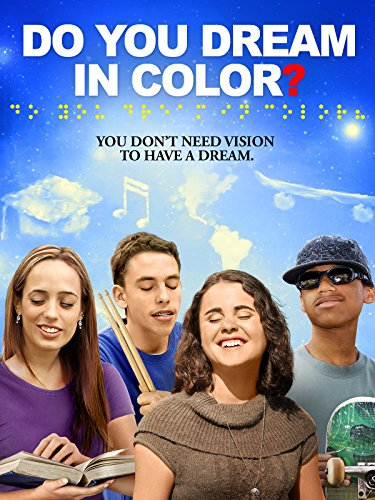 DO YOU DREAM
IN COLOR?
YOU DON'T NEED VISION
TO HAVE A DREAM.